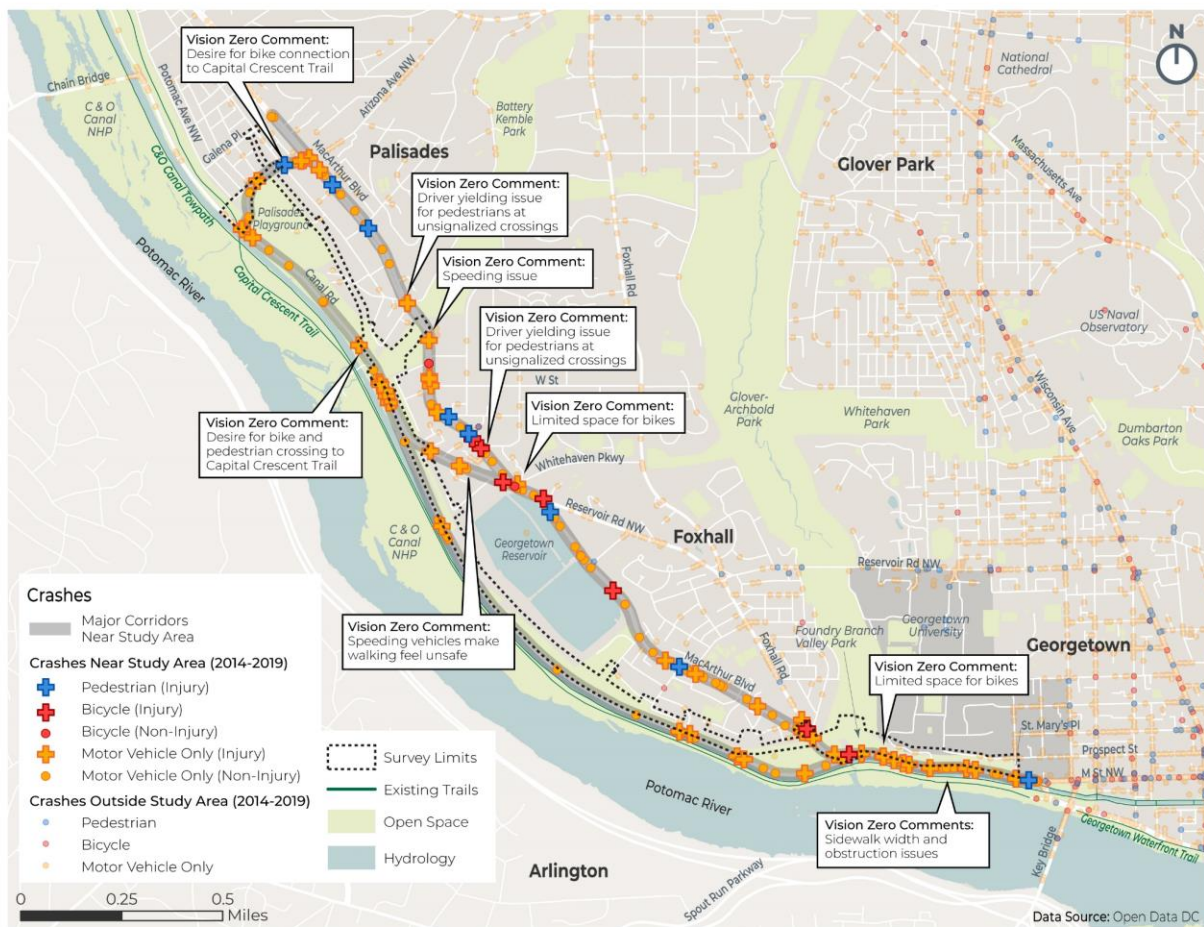 Vision Zero Comment:
Desire for bike connection
to Capital Crescent Trail
N
National
Cathedral
Chain Bridge
Potomac Ave NW
Arizona Ave NW
C & O
Canal
NHP
Battery
Kemble
Park
Galena Pl
Palisades
MacArthur Blvd
Massachusetts Ave
Glover Park
C&O Canal Towpath
Vision Zero Comment:
Driver yielding issue
for pedestrians at
unsignalized crossings
Palisades
Playground
Potomac River
Foxhall Rd
Vision Zero Comment:
Speeding issue
Canal Rd
Capital Crescent Trail
Vision Zero Comment:
Driver yielding issue
for pedestrians at
unsignalized crossings
US Naval
Observatory
W St
Glover-
Archbold
Park
Whitehaven
Park
Wisconsin Ave
Vision Zero Comment:
Limited space for bikes
Dumbarton
Oaks Park
Vision Zero Comment:
Desire for bike and
pedestrian crossing to
Capital Crescent Trail
Whitehaven Pkwy
Reservoir Rd NW
C & O
Canal
NHP
Georgetown
Reservoir
Foxhall
Reservoir Rd NW
Georgetown
University
Vision Zero Comment:
Speeding vehicles make
walking feel unsafe
Foxhall Rd
Foundry Branch
Valley Park
Georgetown
MacArthur Blvd
Vision Zero Comment:
Limited space for bikes
St. Mary's Pl
Prospect St
M St NW
Potomac River
Vision Zero Comments:
Sidewalk width and
obstruction issues
Georgetown Waterfront Trail
Key Bridge
Arlington
Spout Run Parkway
Crashes
Major Corridors
Near Study Area
Crashes Near Study Area (2014-2019)
Pedestrian (Injury)
Bicycle (Injury)
Bicycle (Non-Injury)
Motor Vehicle Only (Injury)
Motor Vehicle Only (Non-Injury)
Crashes Outside Study Area (2014-2019)
Pedestrian
Bicycle
Motor Vehicle Only
Survey Limits
Existing Trails
Open Space
Hydrology
0 0.25 0.5
Miles
Data Source: Open Data DC